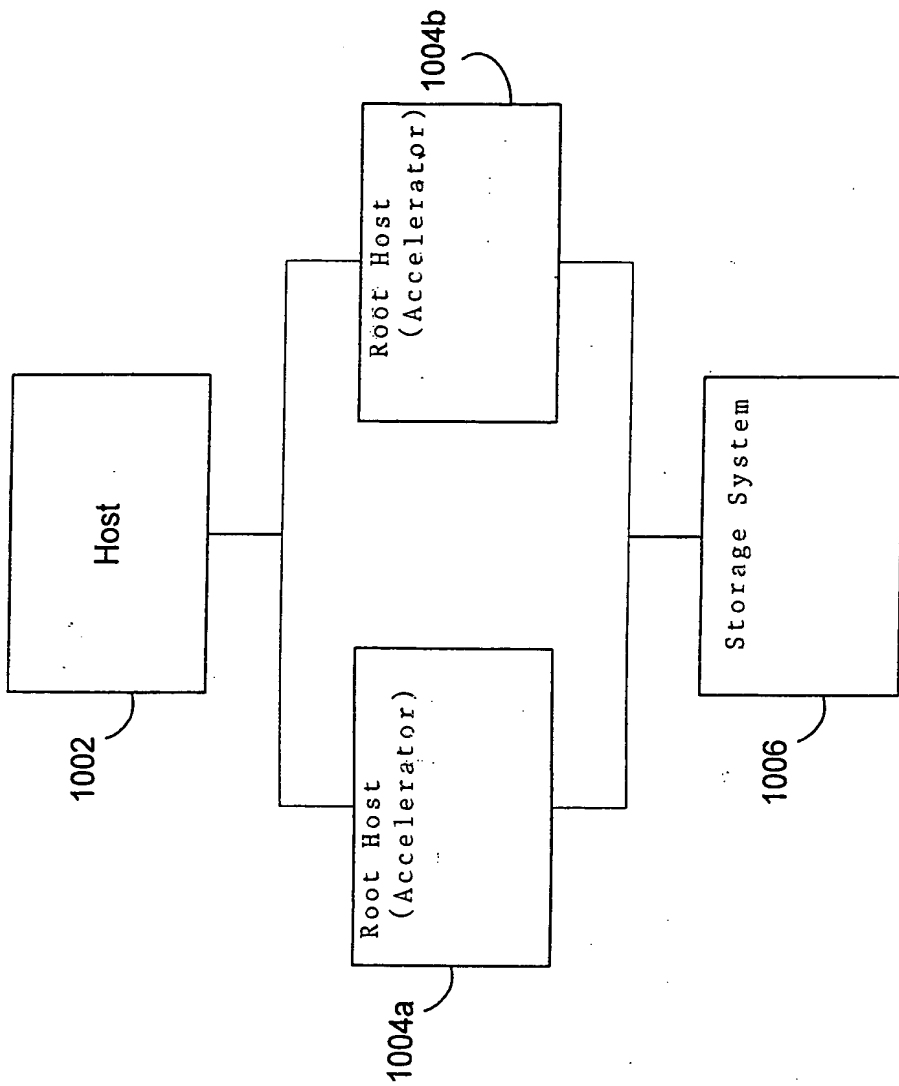 Host
1002
Root Host
(Accelerator)
1004a
Root Host
(Accelerator)
1004b
Storage System
1006